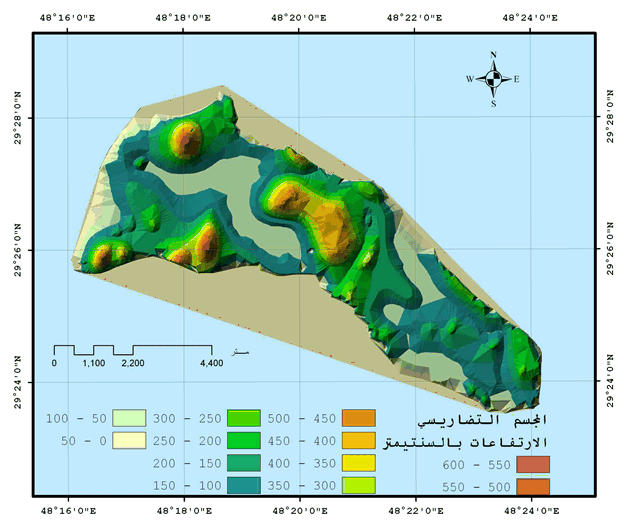 48°16'0"E 48°18'0"E 48°20'0"E 48°22'0"E 48°24'0"E
29°28'0"N 29°28'0"N
N
W E
S
29°26'0"N 29°26'0"N
متر
0 1,100 2,200 4,400
29°24'0"N 29°24'0"N
المجسم التضاريسي
الارتفاعات بالسنتيمتر
600 - 550
550 - 500
500 - 450
450 - 400
400 - 350
350 - 300
300 - 250
250 - 200
200 - 150
150 - 100
100 - 50
50 - 0
48°16'0"E 48°18'0"E 48°20'0"E 48°22'0"E 48°24'0"E